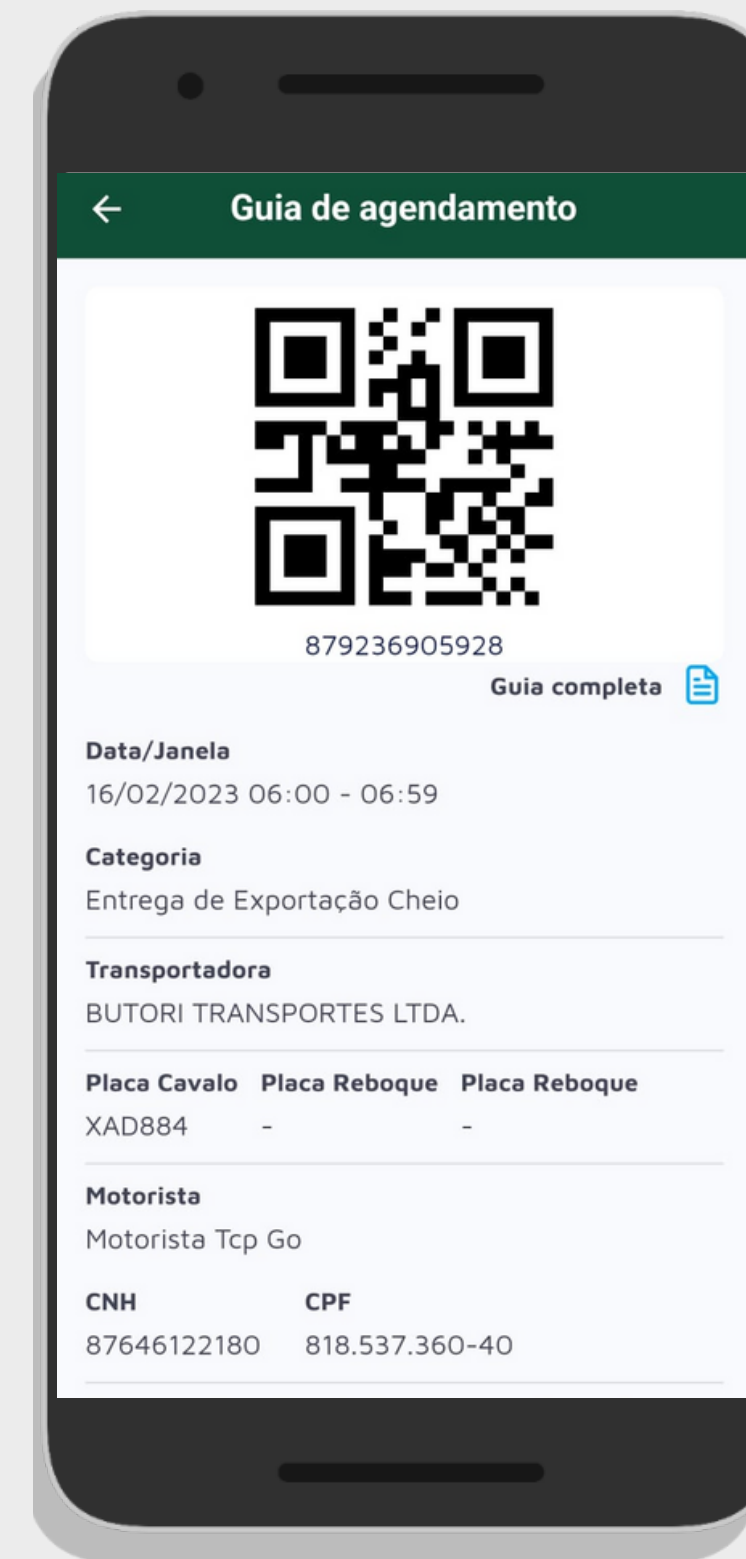 Guia de agendamento
879236905928
Guia completa
Data/Janela
16/02/2023 06:00 - 06:59
Categoria
Entrega de Exportação Cheio
Transportadora
BUTORI TRANSPORTES LTDA.
Placa Cavalo Placa Reboque Placa Reboque
XAD884 - -
Motorista
Motorista Tcp Go
CNH CPF
87646122180 818.537.360-40